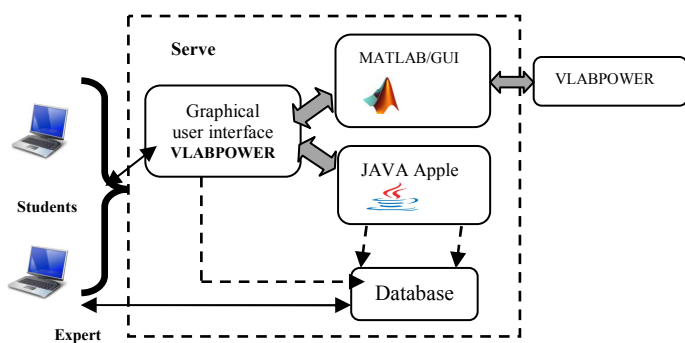 Serve
MATLAB/GUI
VLABPOWER
Graphical
user interface
VLABPOWER
JAVA Apple
Students
Database
Expert